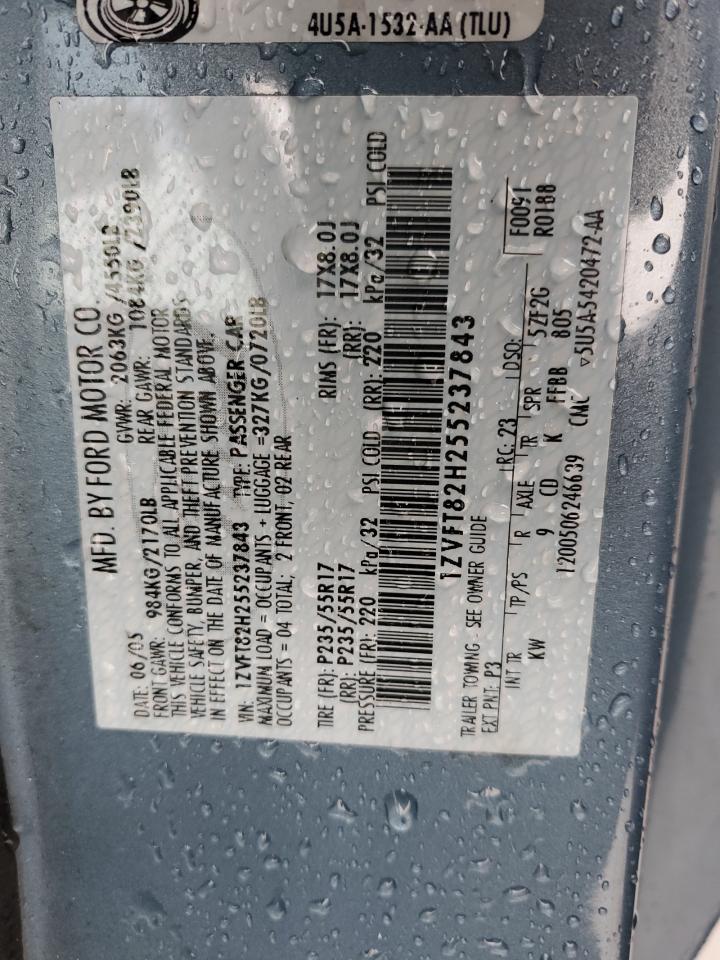 4U5A-1532-AA (TLU)
MFD. BY FORD MOTOR CO.
DATE: 06/05 GVWR: 2063KG /4550LB
FRONT GAWR: 984KG/2170LB REAR GAWR: 1084KG /2390LB
THIS VEHICLE CONFORMS TO ALL APPLICABLE FEDERAL MOTOR
VEHICLE SAFETY, BUMPER, AND THEFT PREVENTION STANDARDS
IN EFFECT ON THE DATE OF MANUFACTURE SHOWN ABOVE.
VIN: 1ZVFT82H255237843 TYPE: PASSENGER CAR
MAXIMUM LOAD = OCCUPANTS + LUGGAGE =327KG/0720LB
OCCUPANTS = 04 TOTAL; 2 FRONT, 02 REAR
TIRE (FR): P235/55R17 RIMS (FR): 17X8.0J
(RR): P235/55R17 (RR): 17X8.0J
PRESSURE (FR): 220 kPa/32 PSI COLD (RR): 220 kPa/32 PSI COLD
1ZVFT82H255237843
TRAILER TOWING - SEE OWNER GUIDE F0091
EXT PNT: P3 RC: 23 DSO: R0188
INT TR TP/PS R AXLE TR SPR 5ZF2G
KW 9 CD K FFBB 805
1200506246639 CMC ▽5U5A-5420472-AA